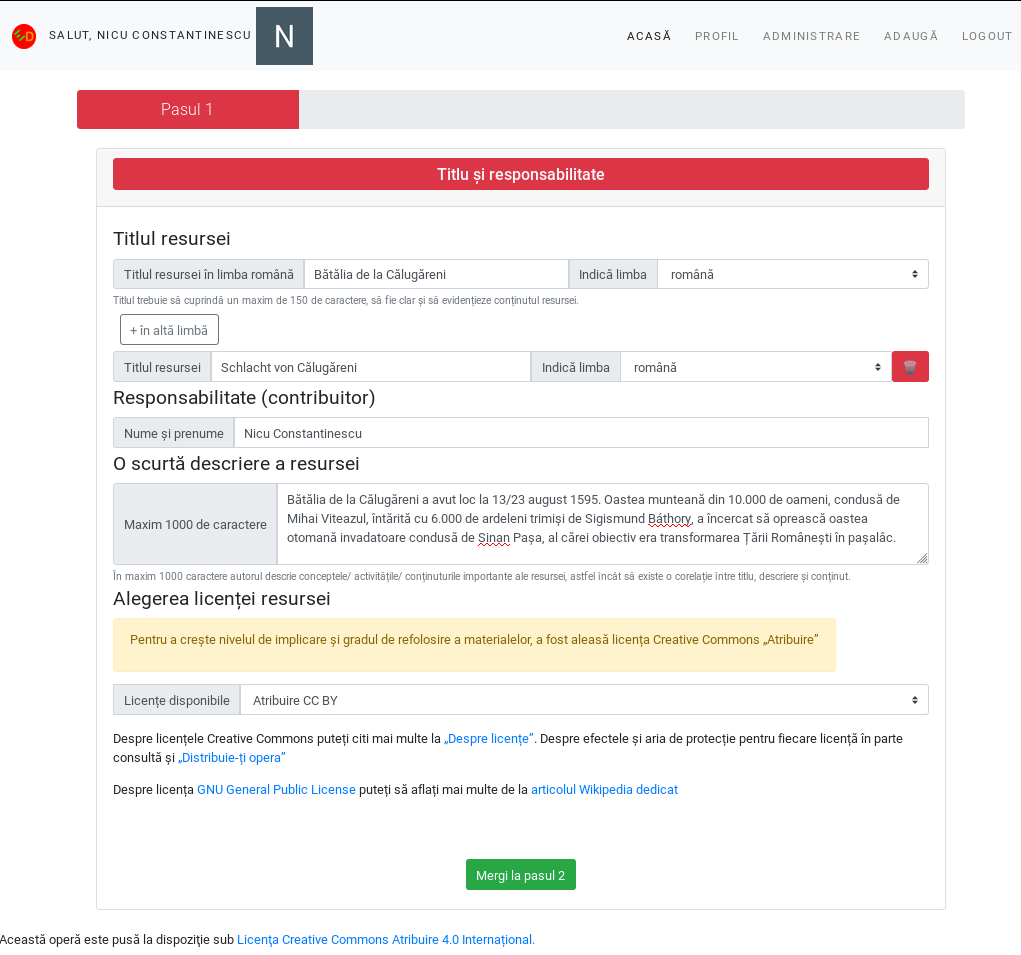 SALUT, NICU CONSTANTINESCU N ACASĂ PROFIL ADMINISTRARE ADAUGĂ LOGOUT
Pasul 1
Titlu și responsabilitate
Titlul resursei
Titlul resursei în limba română Bătălia de la Călugăreni Indică limba română
Titlul trebuie să cuprindă un maxim de 150 de caractere, să fie clar și să evidențieze conținutul resursei.
+ în altă limbă
Titlul resursei Schlacht von Călugăreni Indică limba română
Responsabilitate (contribuitor)
Nume și prenume Nicu Constantinescu
O scurtă descriere a resursei
Maxim 1000 de caractere
Bătălia de la Călugăreni a avut loc la 13/23 august 1595. Oastea munteană din 10.000 de oameni, condusă de
Mihai Viteazul, întărită cu 6.000 de ardeleni trimiși de Sigismund Báthory, a încercat să oprească oastea
otomană invadatoare condusă de Sinan Pașa, al cărei obiectiv era transformarea Țării Românești în pașalâc.
În maxim 1000 caractere autorul descrie conceptele/ activitățile/ conținuturile importante ale resursei, astfel încât să existe o corelație între titlu, descriere și conținut.
Alegerea licenței resursei
Pentru a crește nivelul de implicare și gradul de refolosire a materialelor, a fost aleasă licența Creative Commons „Atribuire”
Licențe disponibile Atribuire CC BY
Despre licențele Creative Commons puteți citi mai multe la „Despre licențe”. Despre efectele și aria de protecție pentru fiecare licență în parte
consultă și „Distribuie-ți opera”
Despre licența GNU General Public License puteți să aflați mai multe de la articolul Wikipedia dedicat
Mergi la pasul 2
Această operă este pusă la dispoziţie sub Licenţa Creative Commons Atribuire 4.0 Internațional.